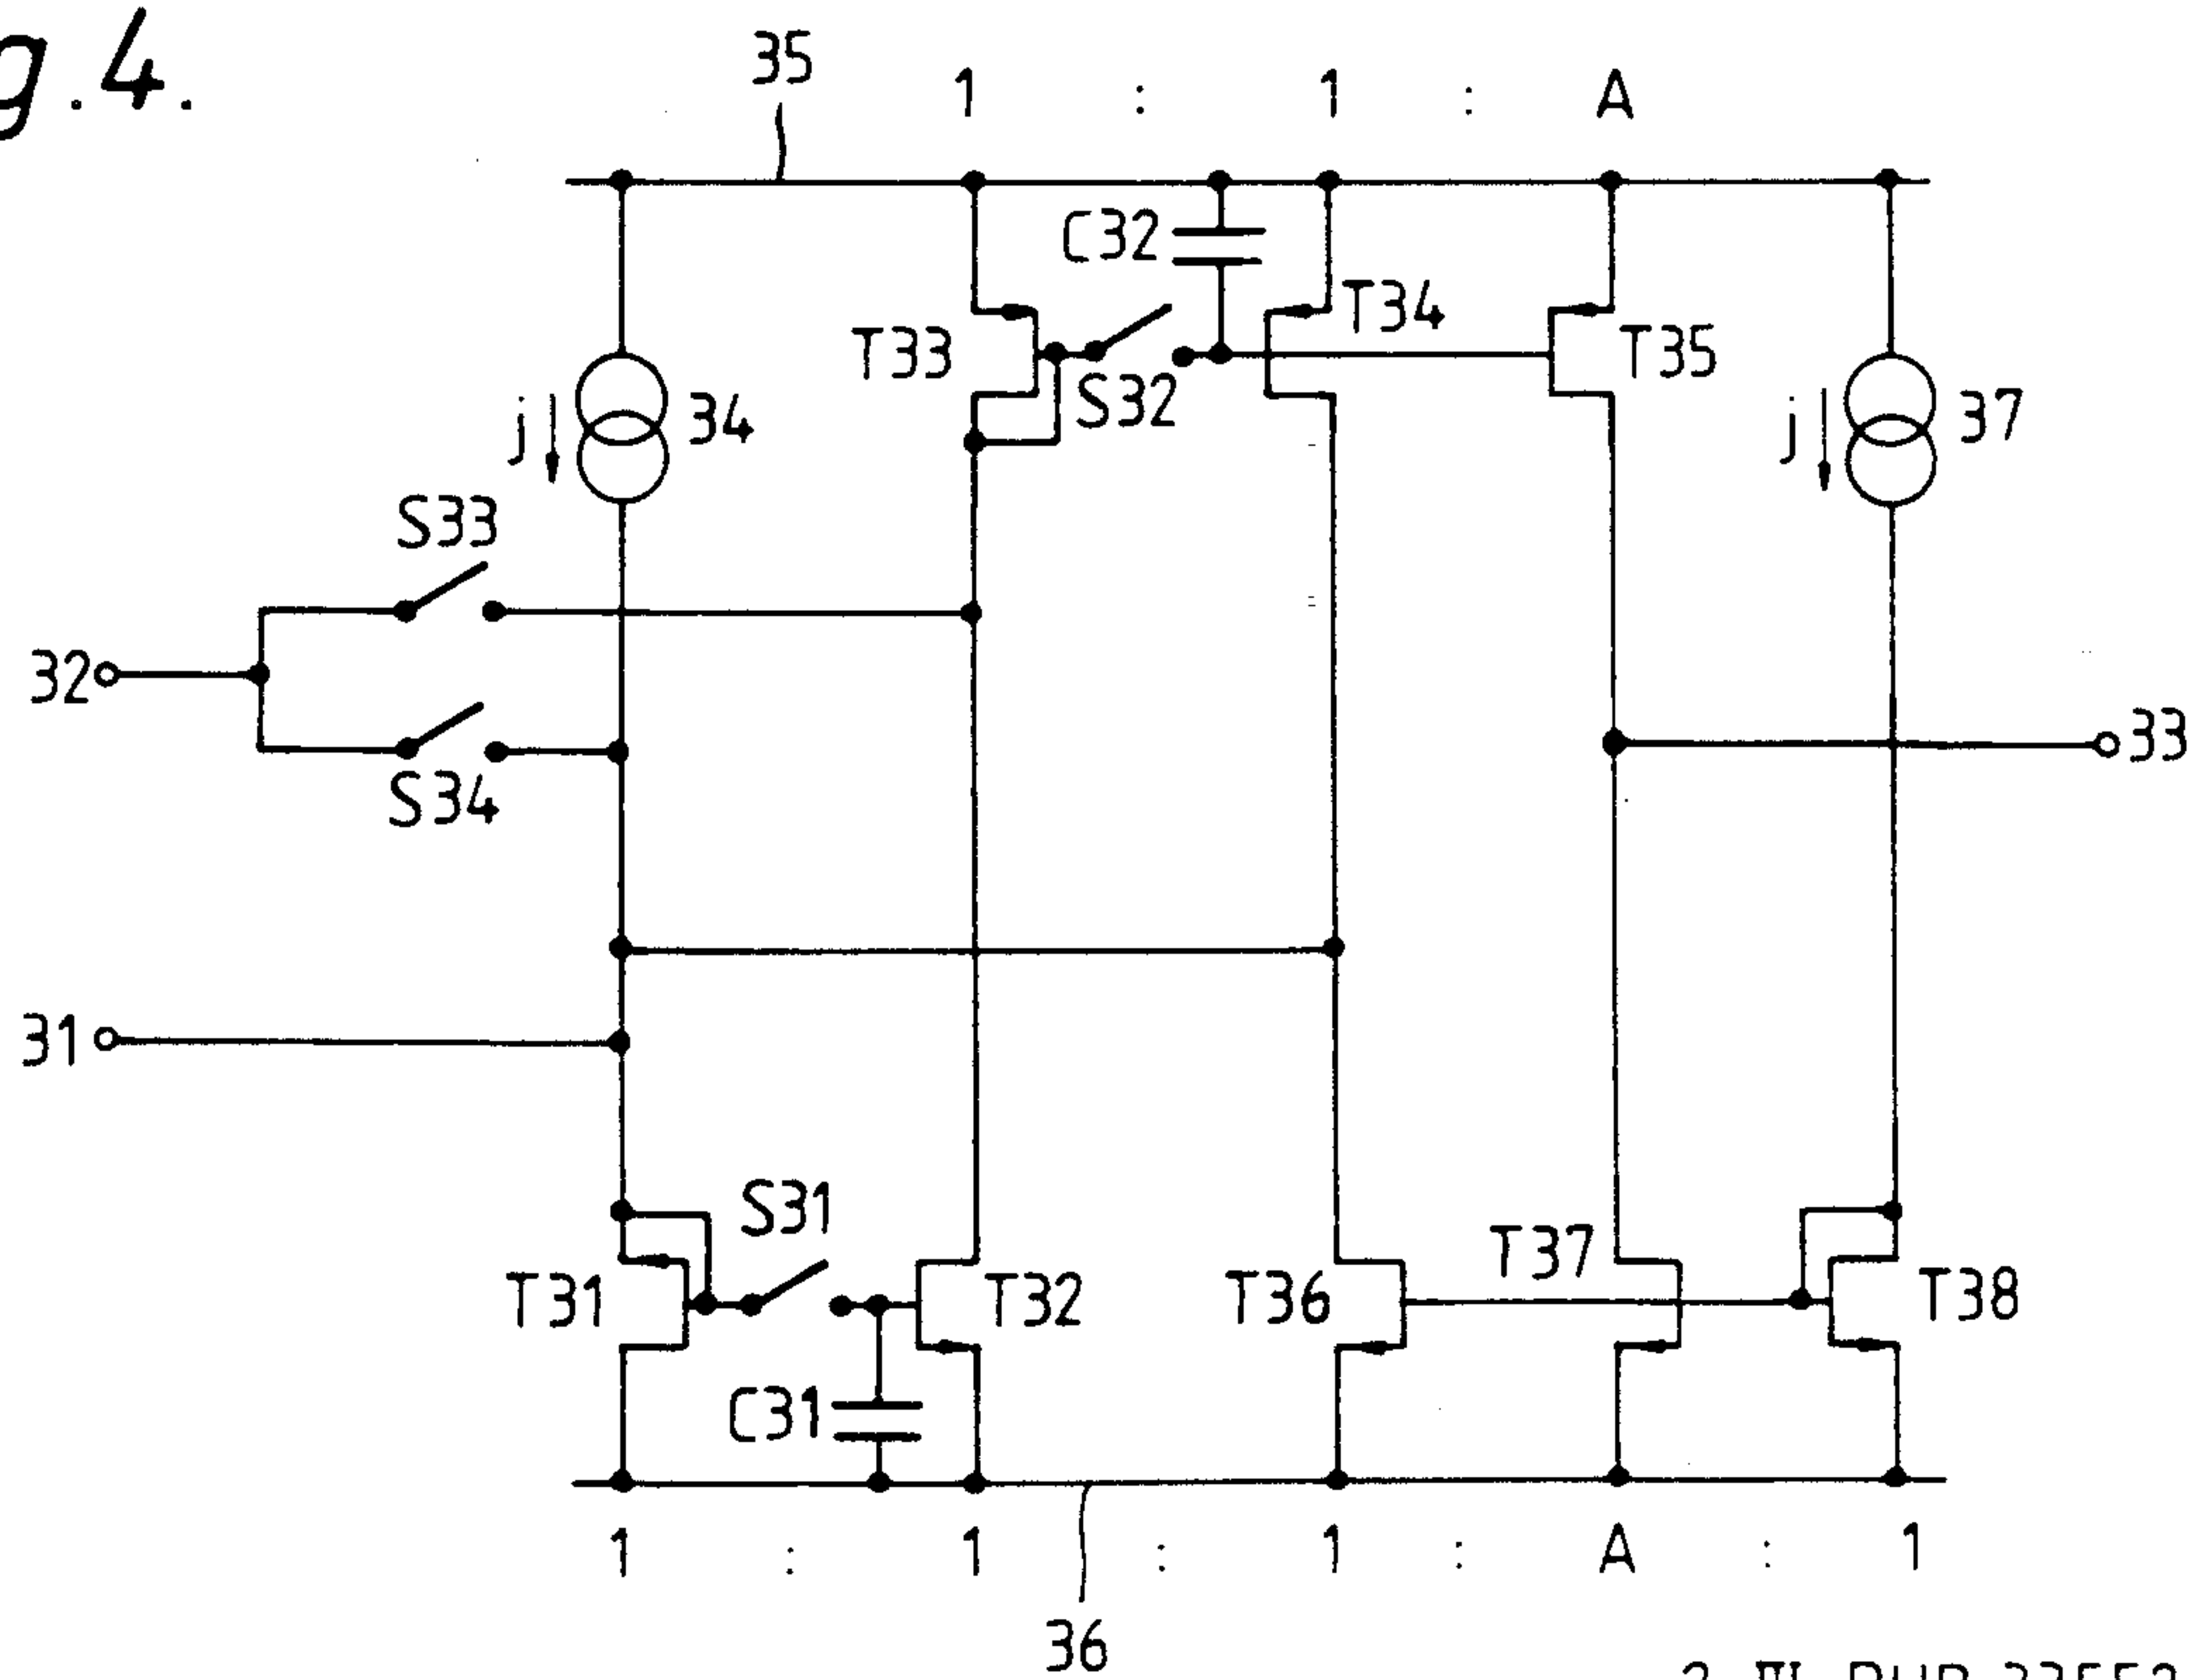 g.4.
35
1 : 1 : A
C32
T33
T34
S32
T35
j
34
j
37
S33
32
S34
33
31
S31
T31
T32
T36
T37
T38
C31
1 : 1 : 1 : A : 1
36